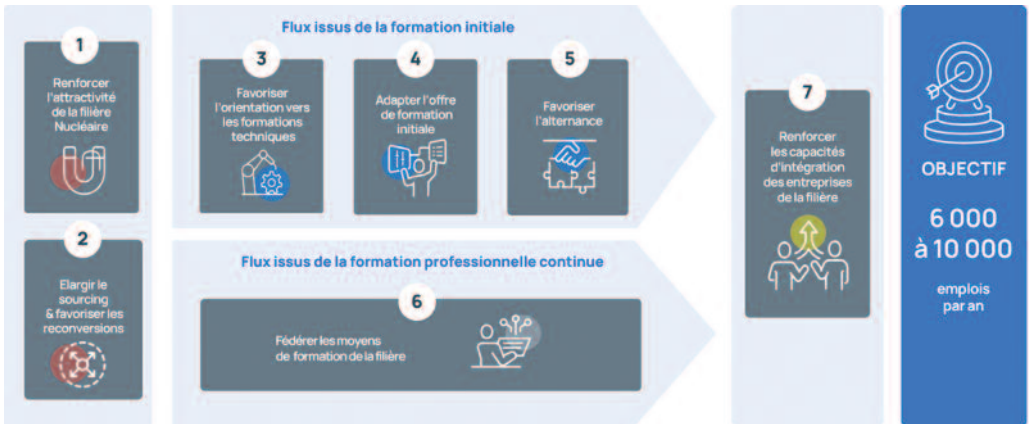 1
Renforcer
l'attractivité
de la filière
Nucléaire
2
Elargir le
sourcing
& favoriser les
reconversions
Flux issus de la formation initiale
3
Favoriser
l'orientation vers
les formations
techniques
4
Adapter l'offre
de formation
initiale
5
Favoriser
l'alternance
Flux issus de la formation professionnelle continue
6
Fédérer les moyens
de formation de la filière
7
Renforcer
les capacités
d'intégration
des entreprises
de la filière
OBJECTIF
6 000
à 10 000
emplois
par an